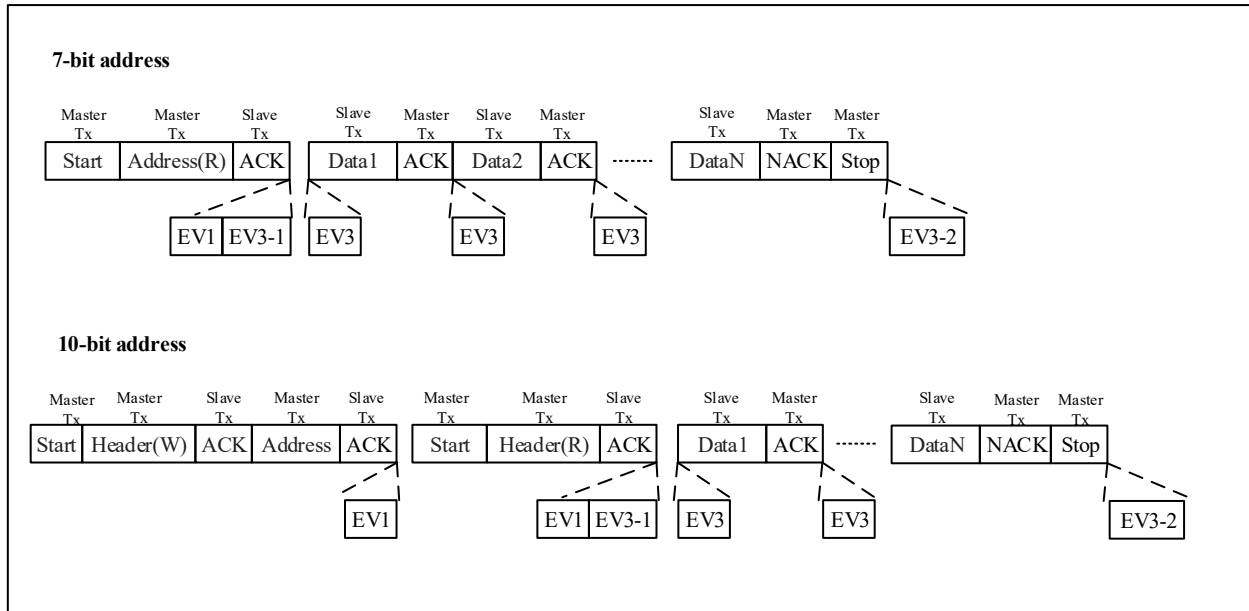 7-bit address
Master Tx Master Tx Slave Tx Slave Tx Master Tx Slave Tx Master Tx Slave Tx Master Tx Master Tx
Start Address(R) ACK Data1 ACK Data2 ACK ........ DataN NACK Stop
EV1 EV3-1 EV3 EV3 EV3 EV3-2
10-bit address
Master Tx Master Tx Slave Tx Master Tx Slave Tx Master Tx Master Tx Slave Tx Slave Tx Master Tx Slave Tx Master Tx Master Tx
Start Header(W) ACK Address ACK Start Header(R) ACK Data1 ACK ........ DataN NACK Stop
EV1 EV1 EV3-1 EV3 EV3 EV3-2